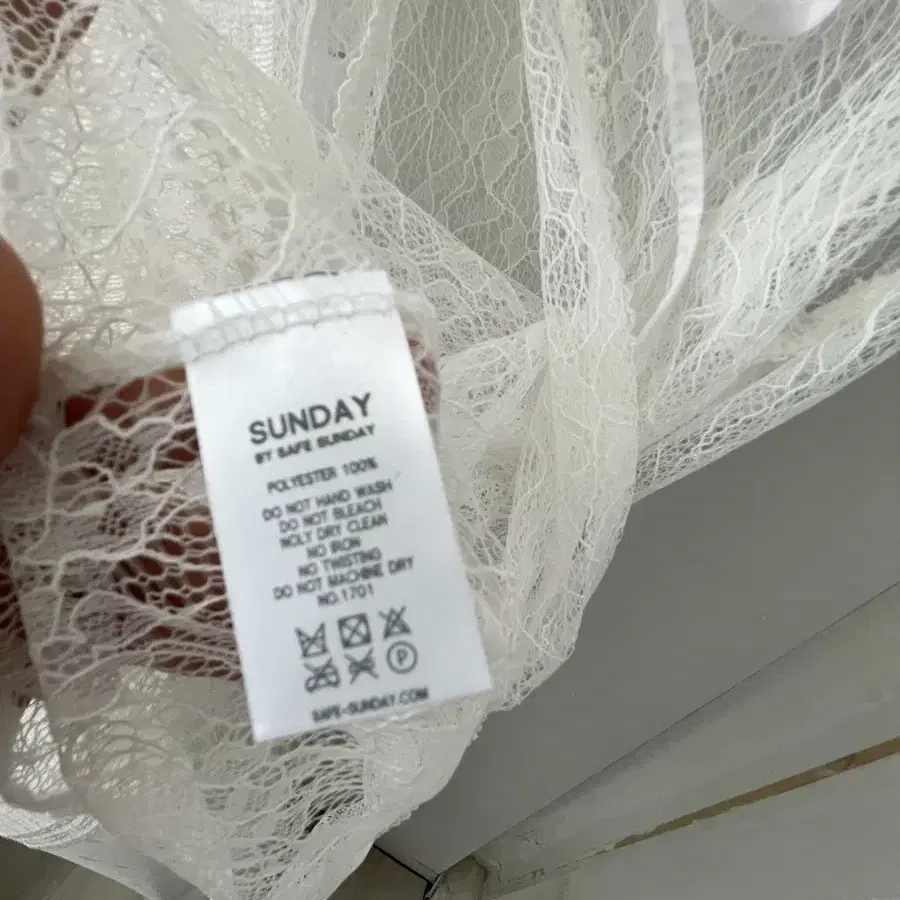 SUNDAY
BY SAFE SUNDAY
POLYESTER 100%
DO NOT HAND WASH
DO NOT BLEACH
NOLY DRY CLEAN
NO IRON
NO TWISTING
DO NOT MACHINE DRY
NO.1701
P
SAFE-SUNDAY.COM